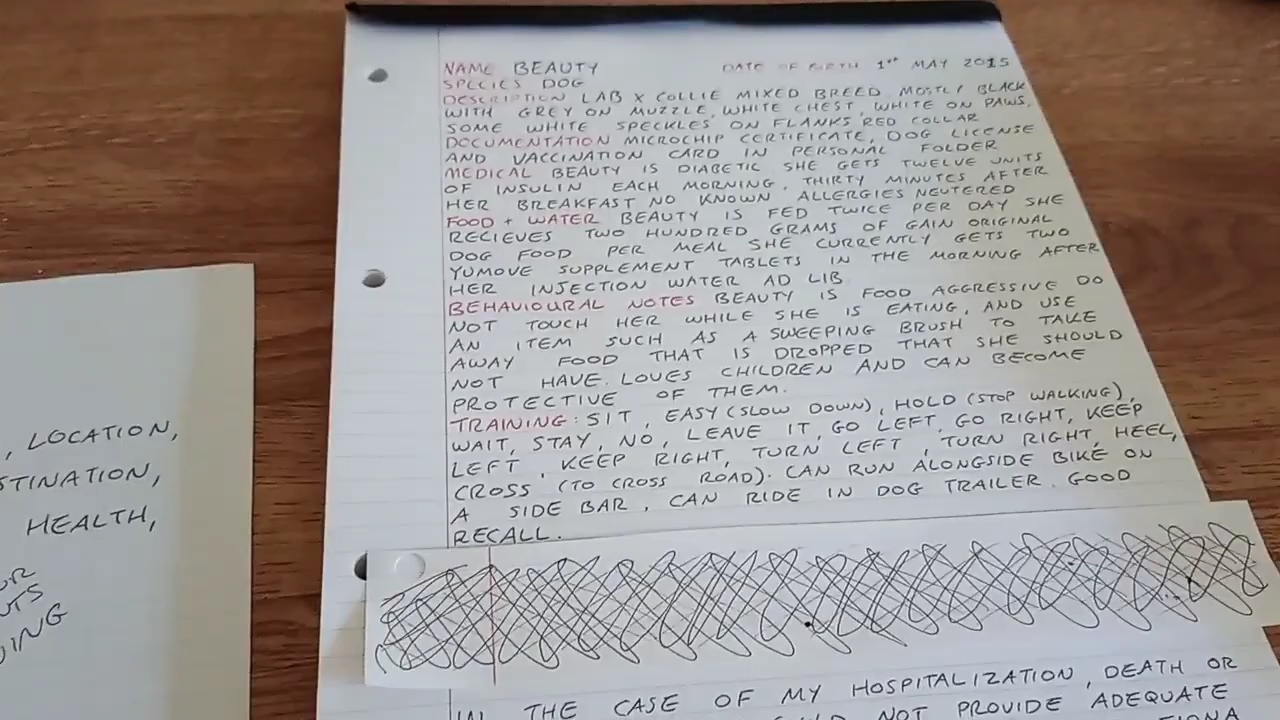 NAME BEAUTY DATE OF BIRTH 1ST MAY 2015
SPECIES DOG
DESCRIPTION LAB X COLLIE MIXED BREED MOSTLY BLACK
WITH GREY ON MUZZLE, WHITE CHEST, WHITE ON PAWS,
SOME WHITE SPECKLES ON FLANKS RED COLLAR
DOCUMENTATION MICROCHIP CERTIFICATE, DOG LICENSE
AND VACCINATION CARD IN PERSONAL FOLDER
MEDICAL BEAUTY IS DIABETIC SHE GETS TWELVE UNITS
OF INSULIN EACH MORNING, THIRTY MINUTES AFTER
HER BREAKFAST NO KNOWN ALLERGIES NEUTERED
FOOD + WATER BEAUTY IS FED TWICE PER DAY SHE
RECIEVES TWO HUNDRED GRAMS OF GAIN ORIGINAL
DOG FOOD PER MEAL SHE CURRENTLY GETS TWO
YUMOVE SUPPLEMENT TABLETS IN THE MORNING AFTER
HER INJECTION WATER AD LIB
BEHAVIOURAL NOTES BEAUTY IS FOOD AGGRESSIVE DO
NOT TOUCH HER WHILE SHE IS EATING, AND USE
AN ITEM SUCH AS A SWEEPING BRUSH TO TAKE
AWAY FOOD THAT IS DROPPED THAT SHE SHOULD
NOT HAVE. LOVES CHILDREN AND CAN BECOME
PROTECTIVE OF THEM.
TRAINING: SIT, EASY (SLOW DOWN), HOLD (STOP WALKING),
WAIT, STAY, NO, LEAVE IT, GO LEFT, GO RIGHT, KEEP
LEFT, KEEP RIGHT, TURN LEFT, TURN RIGHT, HEEL,
CROSS (TO CROSS ROAD). CAN RUN ALONGSIDE BIKE ON
A SIDE BAR, CAN RIDE IN DOG TRAILER. GOOD
RECALL.
IN THE CASE OF MY HOSPITALIZATION, DEATH OR
NOT PROVIDE ADEQUATE
, LOCATION,
HEALTH,